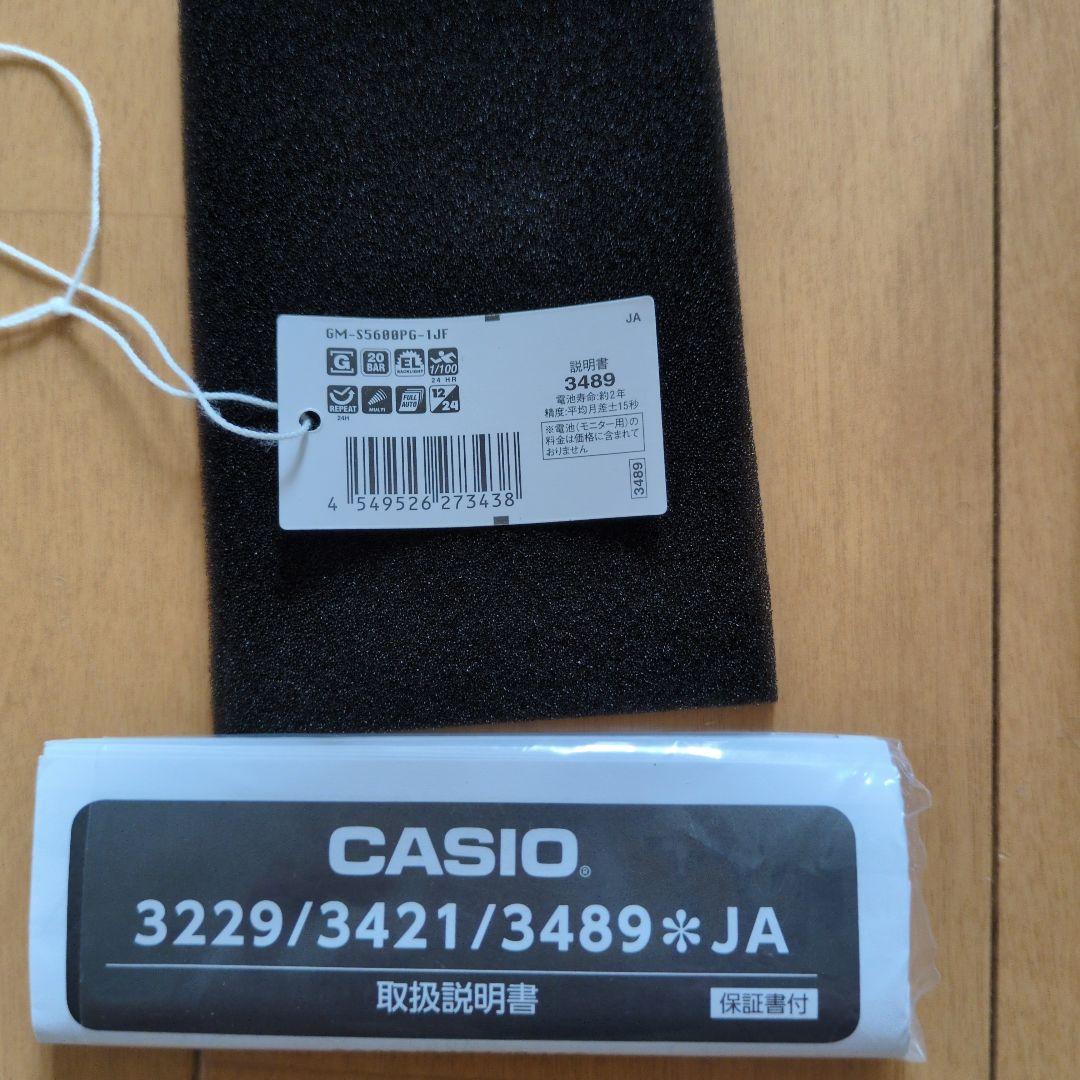 GM-S5600PG-1JF
JA
G
20 BAR
EL BACKLIGHT
1/100
24 HR
REPEAT
24H
MULTI
FULL AUTO
12/24
説明書
3489
電池寿命:約2年
精度:平均月差±15秒
※電池(モニター用)の
料金は価格に含まれて
おりません
3489
4 549526 273438
CASIO®
3229/3421/3489*JA
取扱説明書
保証書付